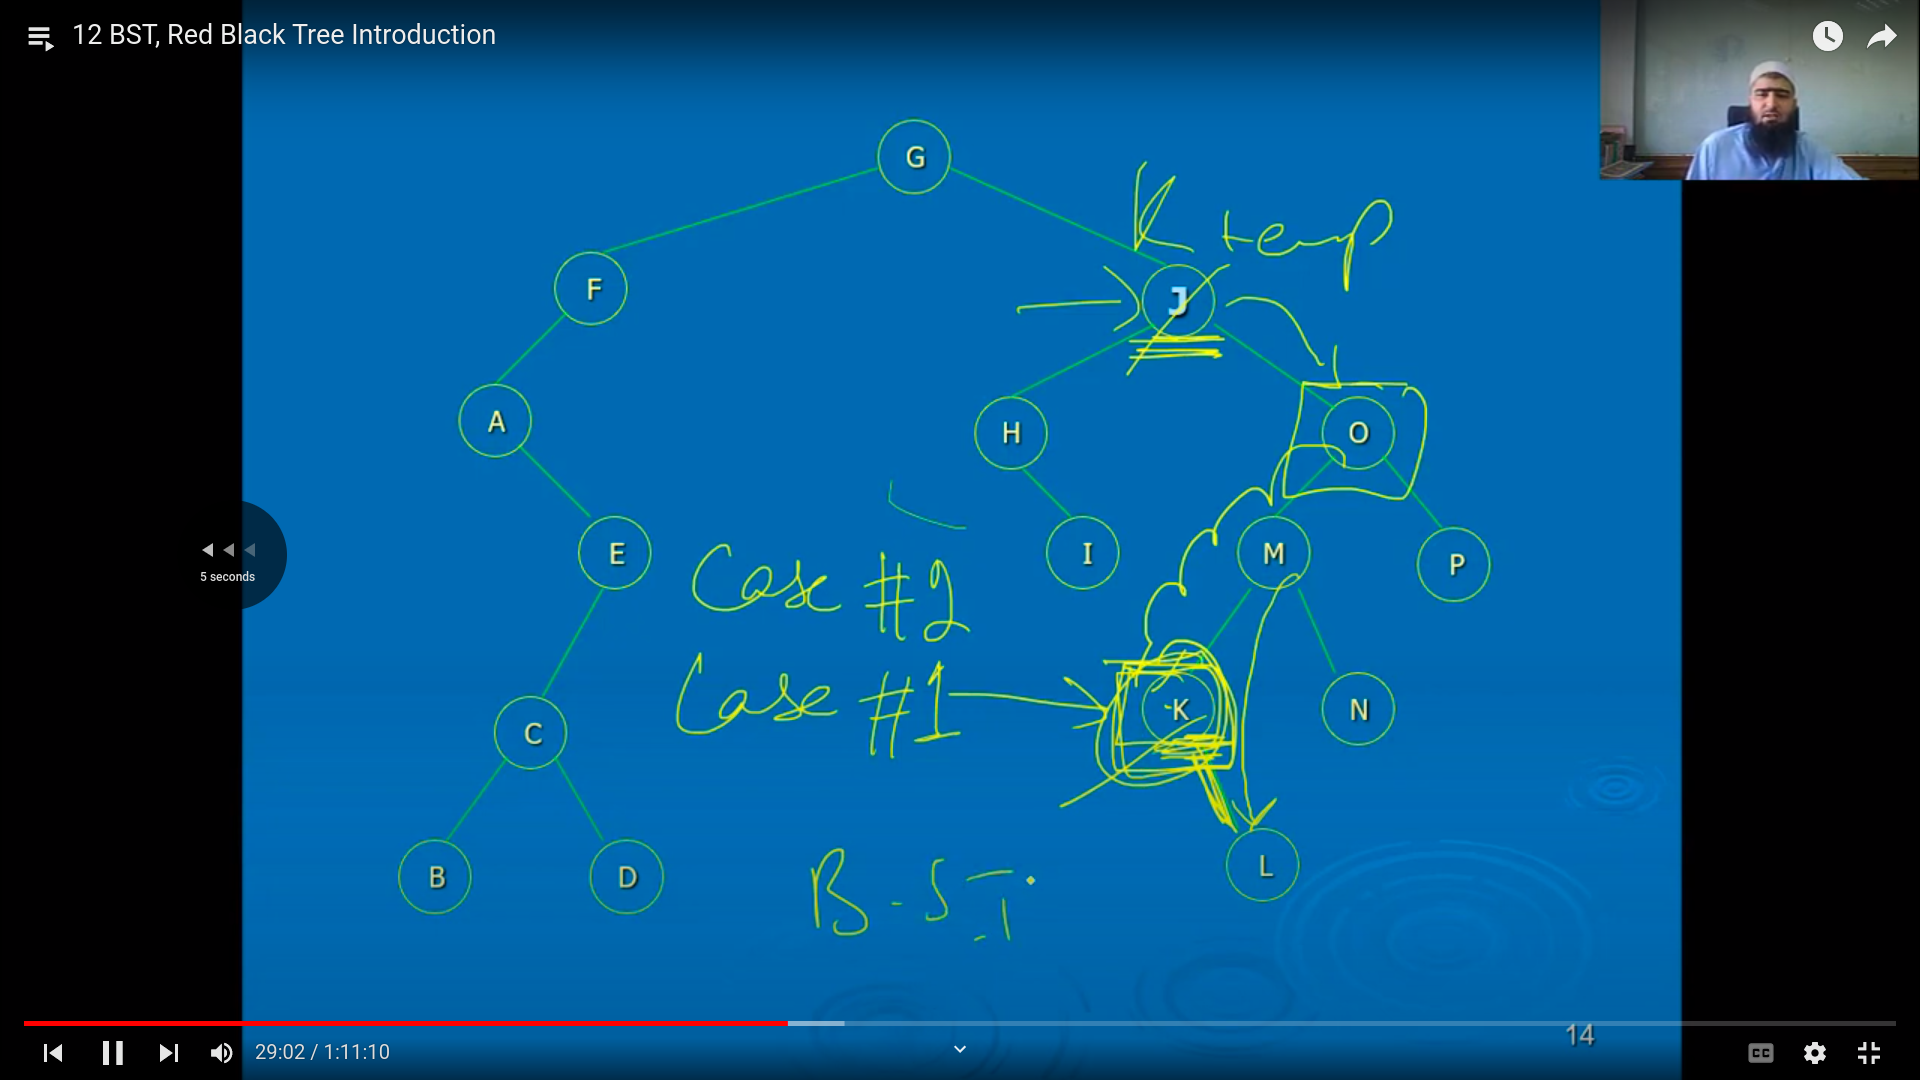 12 BST, Red Black Tree Introduction
G
K temp
F
J
A
H
O
E
I
M
P
5 seconds
Case #2
Case #1
C
K
N
B
D
L
B.S.T.
14
29:02 / 1:11:10
CC